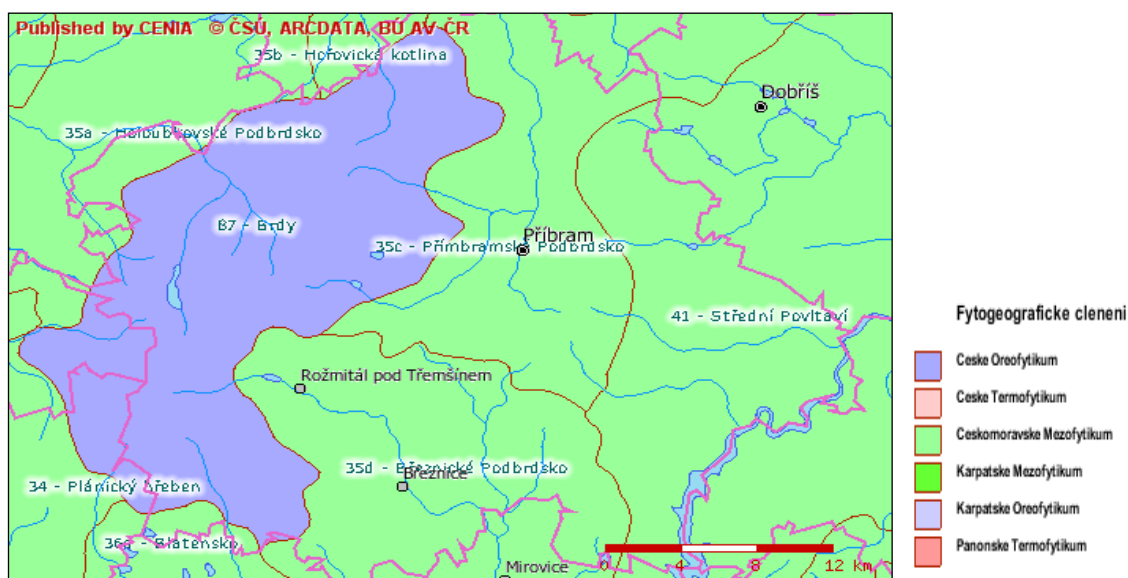 Published by CENIA © ČSÚ, ARCDATA, BÚ AV ČR
35b - Hořovická kotlina
Dobříš
35a - Holoubkovské Podbrdsko
87 - Brdy
Příbram
35c - Přímbramské Podbrdsko
41 - Střední Povltaví
Rožmitál pod Třemšínem
35d - Březnické Podbrdsko
Březnice
34 - Plánický hřeben
36a - Blatensko
Mirovice
0 4 8 12 Km
Fytogeograficke cleneni
Ceske Oreofytikum
Ceske Termofytikum
Ceskomoravske Mezofytikum
Karpatske Mezofytikum
Karpatske Oreofytikum
Panonske Termofytikum